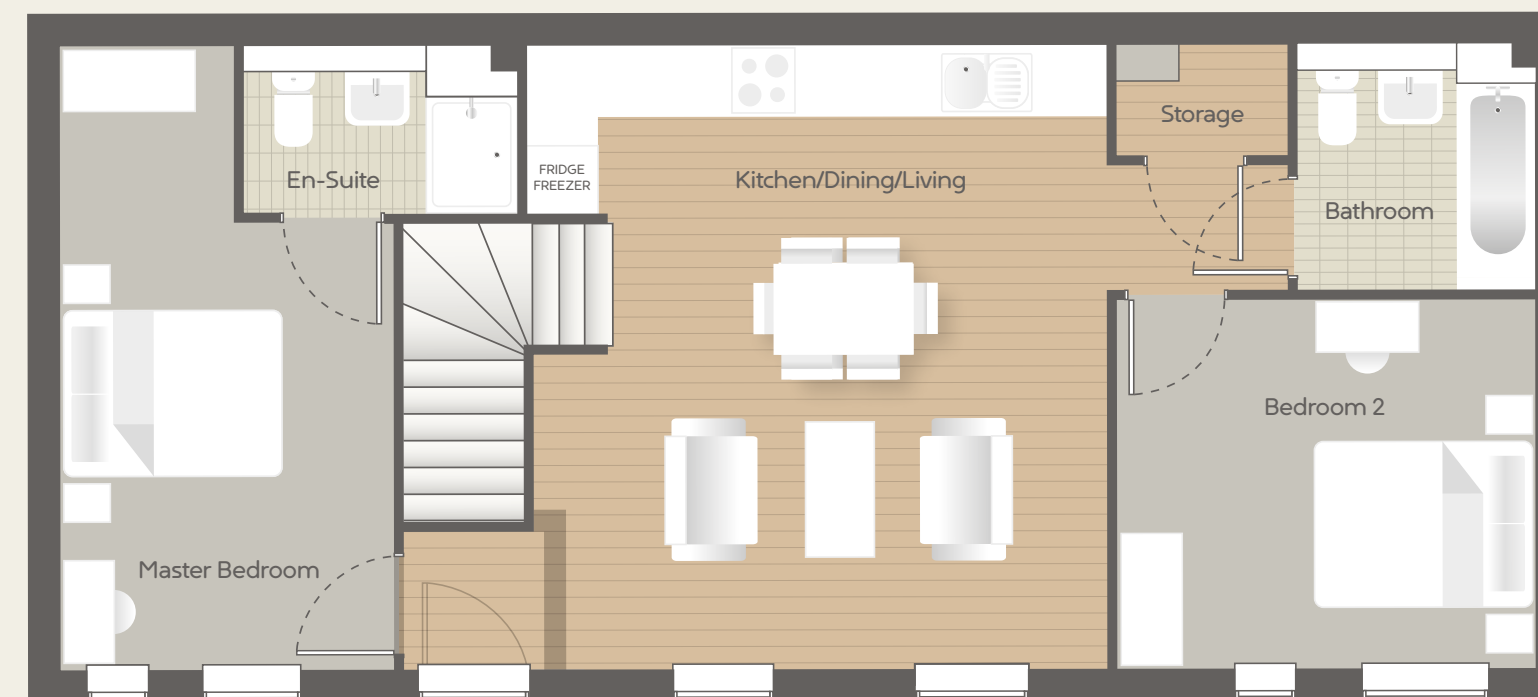 Storage
En-Suite
FRIDGE
FREEZER
Kitchen/Dining/Living
Bathroom
Bedroom 2
Master Bedroom